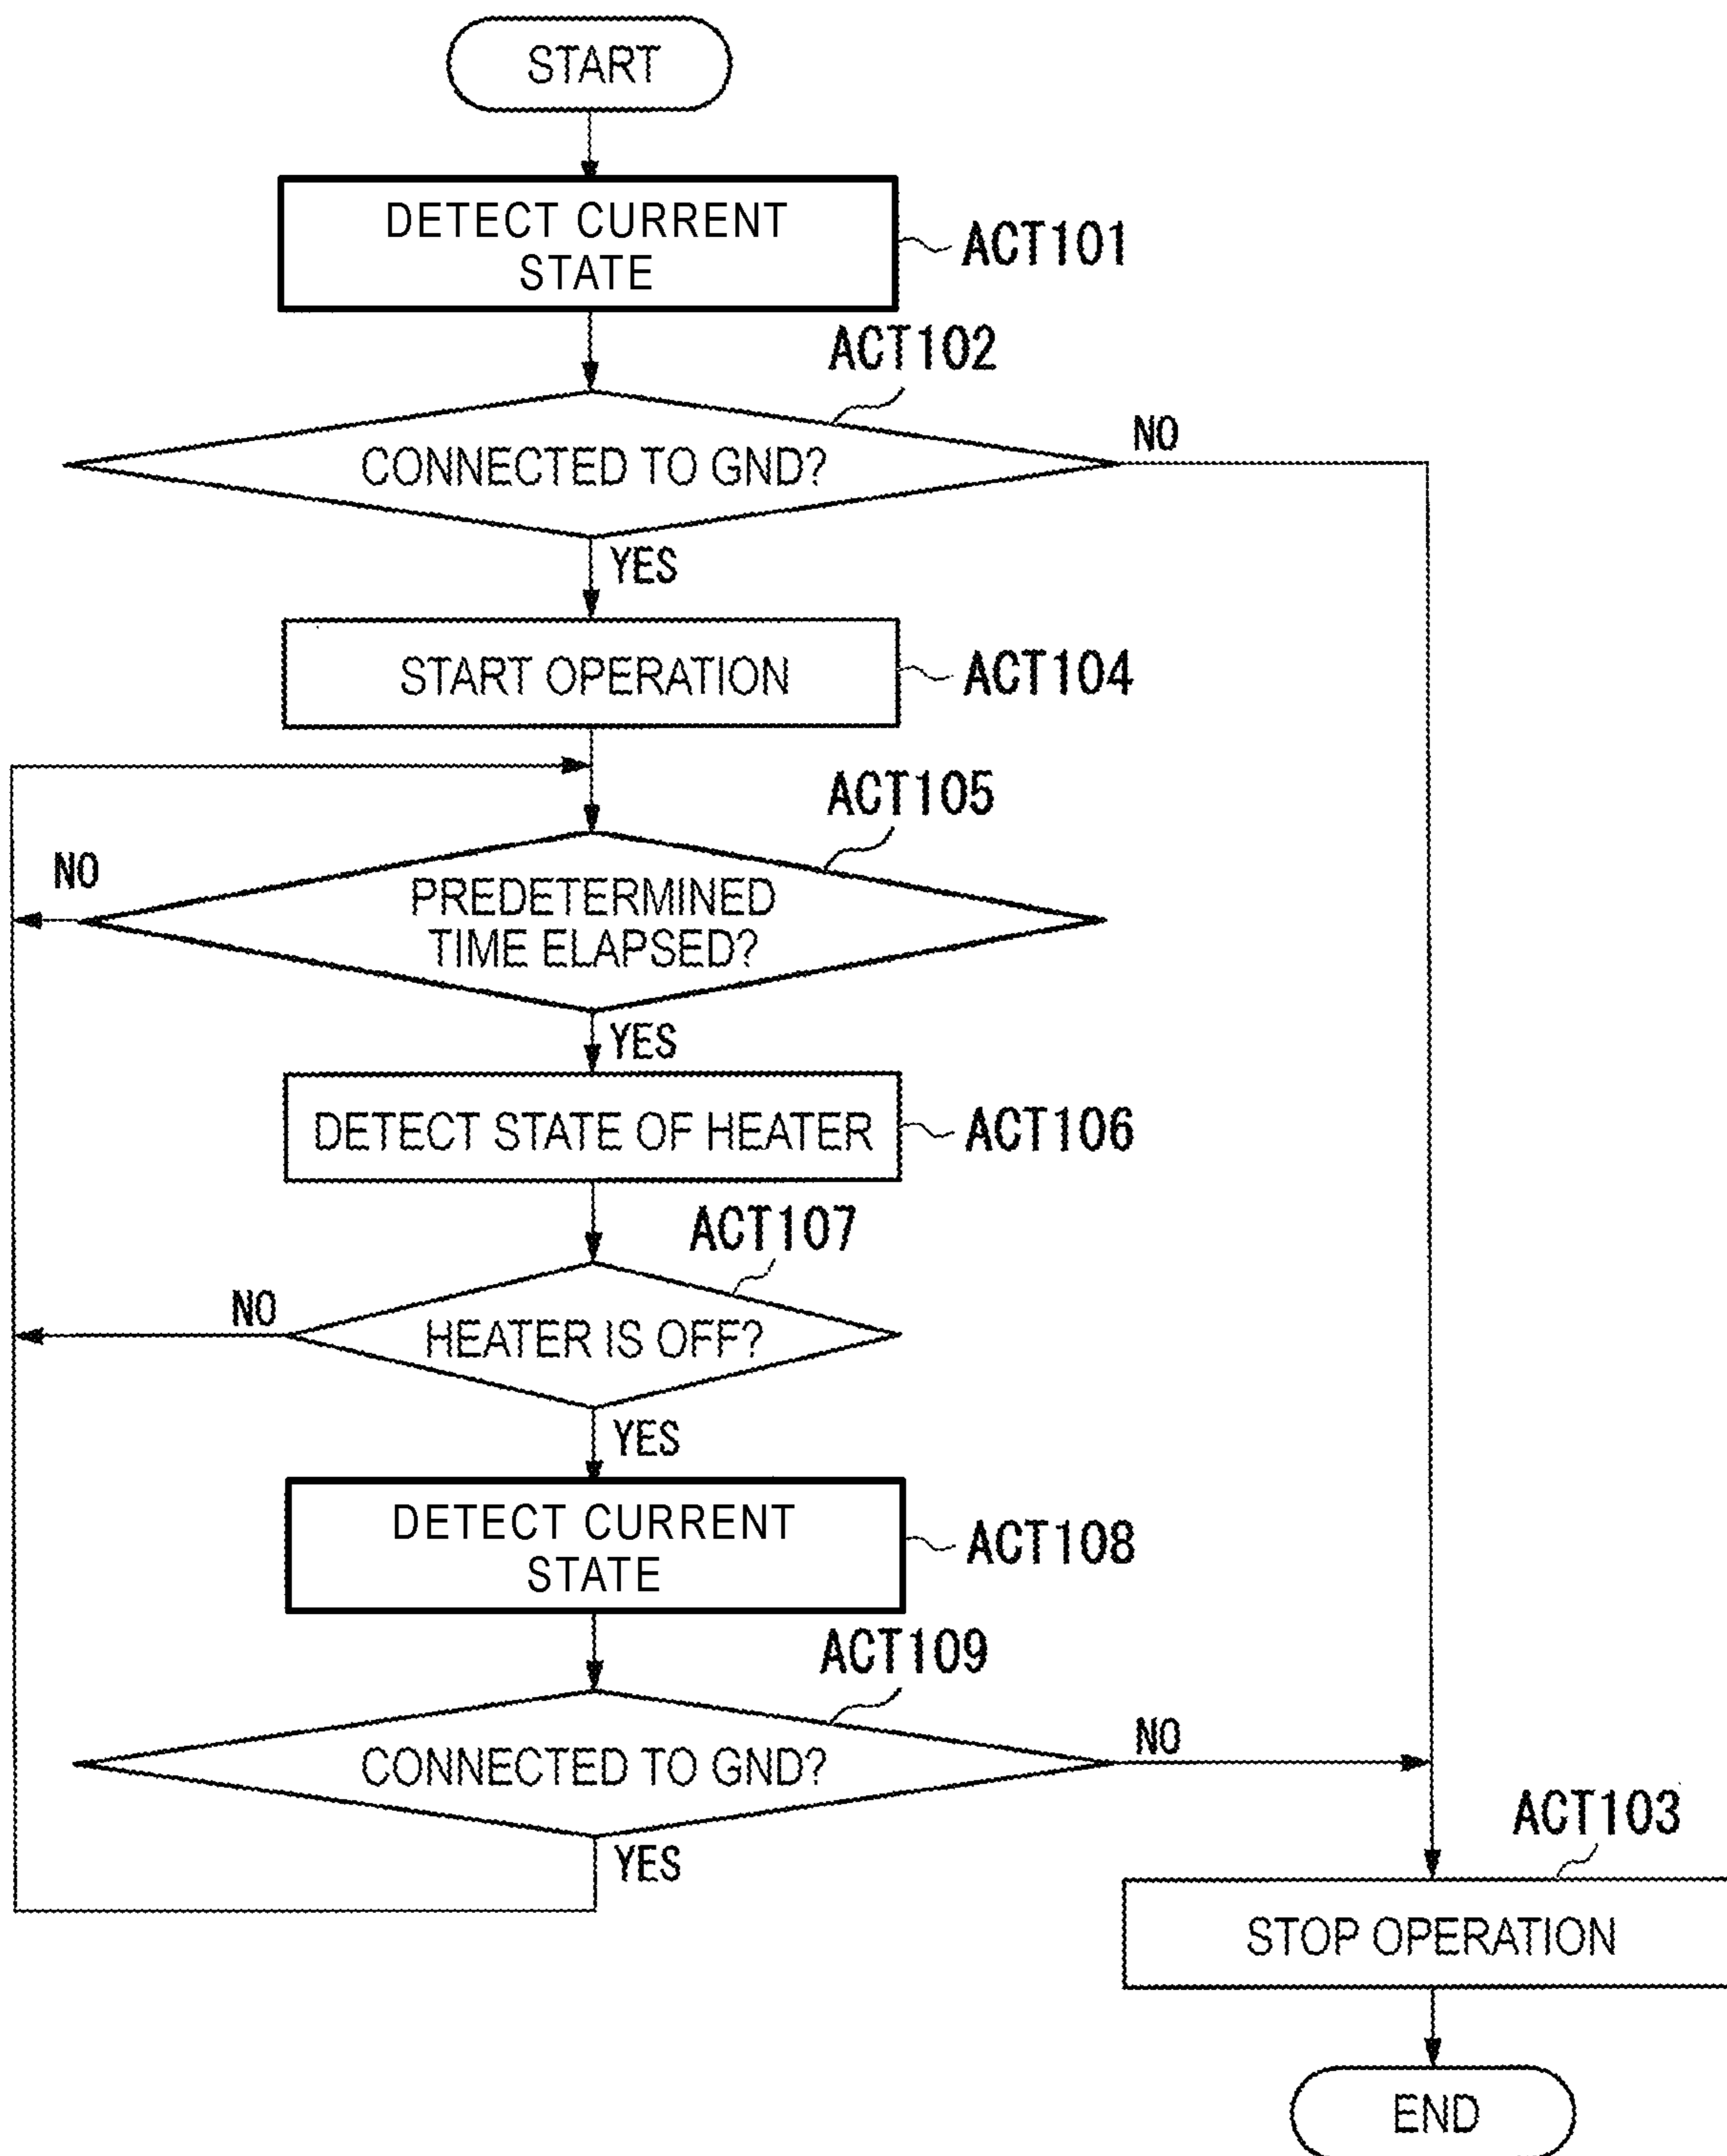 START
DETECT CURRENT
STATE
ACT101
ACT102
CONNECTED TO GND?
NO
YES
START OPERATION
ACT104
ACT105
NO
PREDETERMINED
TIME ELAPSED?
YES
DETECT STATE OF HEATER
ACT106
ACT107
NO
HEATER IS OFF?
YES
DETECT CURRENT
STATE
ACT108
ACT109
CONNECTED TO GND?
NO
YES
ACT103
STOP OPERATION
END